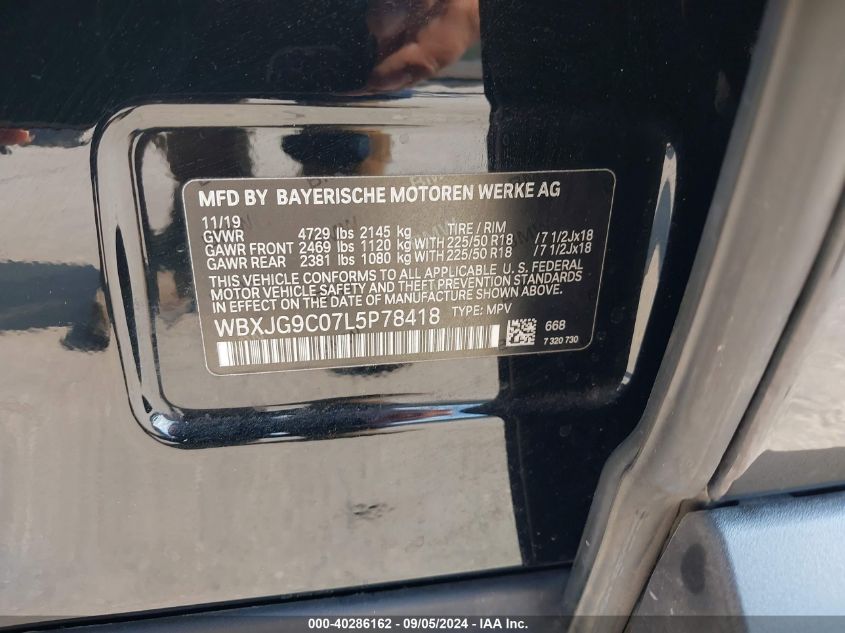 MFD BY BAYERISCHE MOTOREN WERKE AG
11/19
GVWR 4729 lbs 2145 kg TIRE / RIM
GAWR FRONT 2469 lbs 1120 kg WITH 225/50 R18 /7 1/2Jx18
GAWR REAR 2381 lbs 1080 kg WITH 225/50 R18 /7 1/2Jx18
THIS VEHICLE CONFORMS TO ALL APPLICABLE U. S. FEDERAL
MOTOR VEHICLE SAFETY AND THEFT PREVENTION STANDARDS
IN EFFECT ON THE DATE OF MANUFACTURE SHOWN ABOVE.
WBXJG9C07L5P78418 TYPE: MPV
668
7 320 730
000-40286162 - 09/05/2024 - IAA Inc.